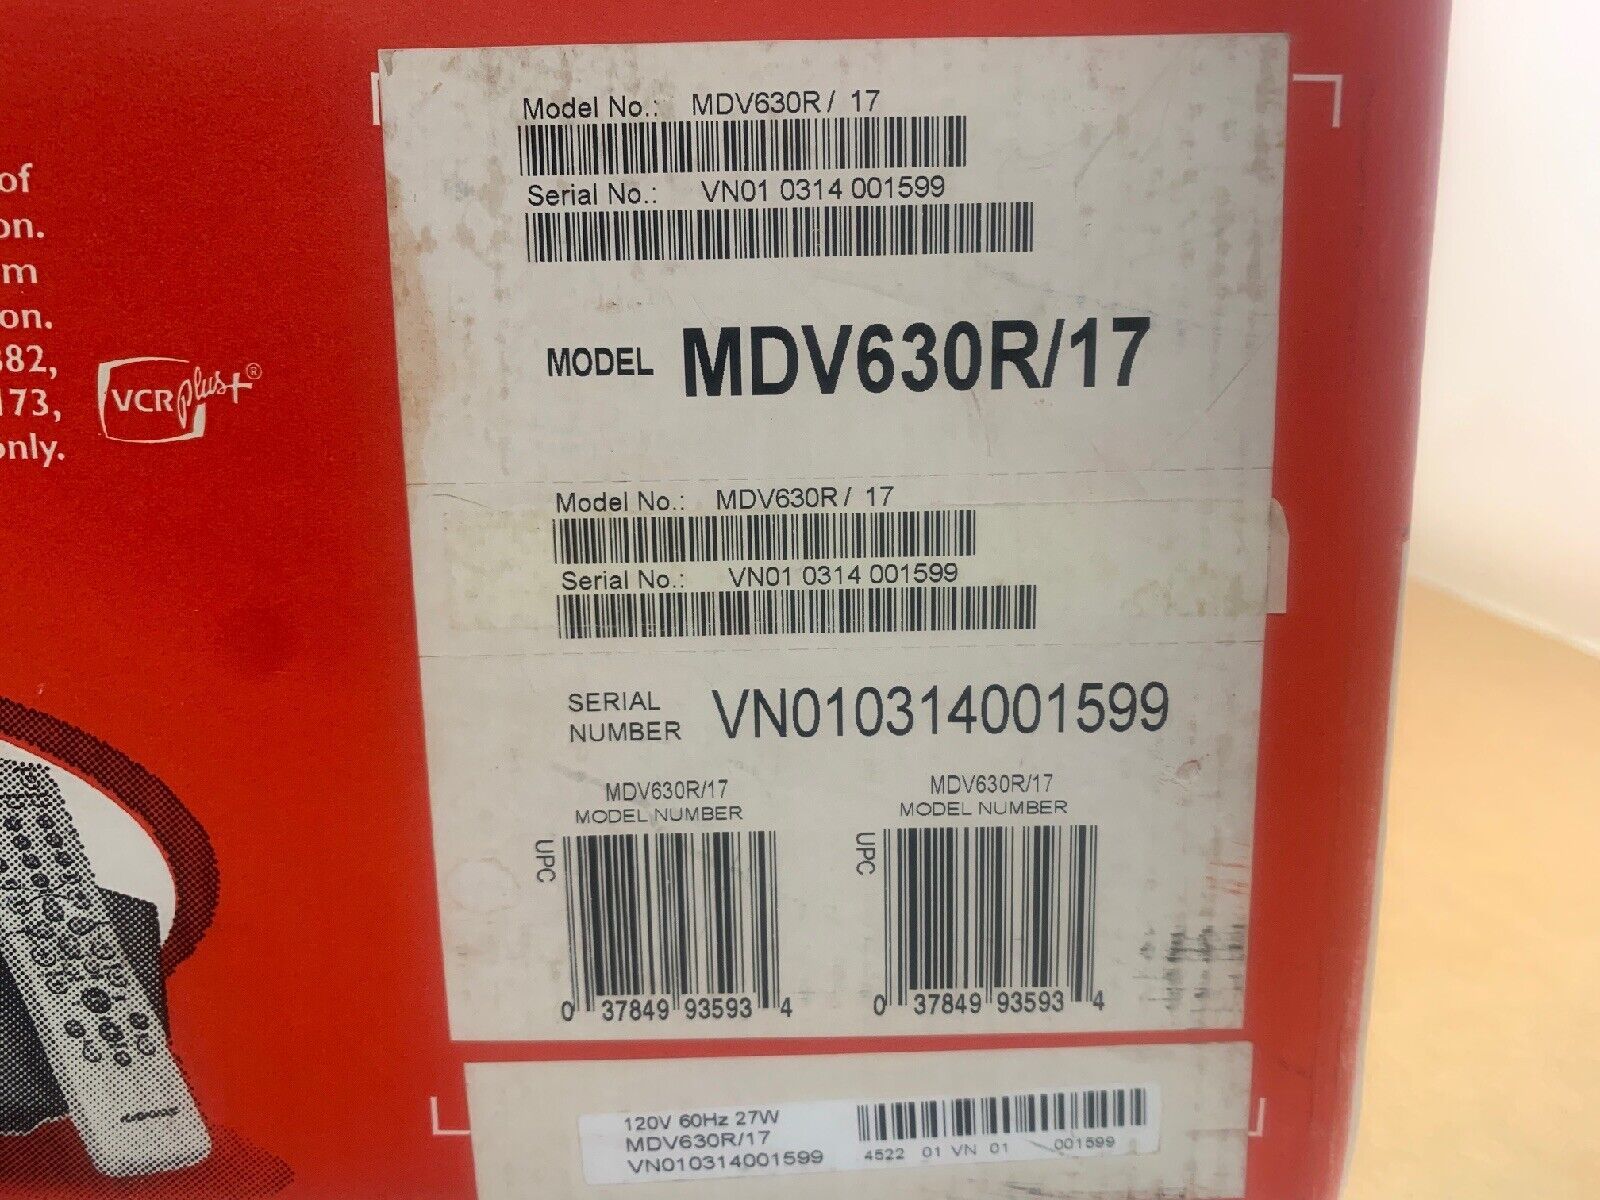 of
on.
m
on.
382,
173,
only.
VCR plus+®
Model No.: MDV630R / 17
Serial No.: VN01 0314 001599
MODEL MDV630R/17
Model No.: MDV630R / 17
Serial No.: VN01 0314 001599
SERIAL
NUMBER VN010314001599
MDV630R/17
MODEL NUMBER
UPC
0 37849 93593 4
MDV630R/17
MODEL NUMBER
UPC
0 37849 93593 4
120V 60Hz 27W
MDV630R/17
VN010314001599
4522 01 VN 01 001599